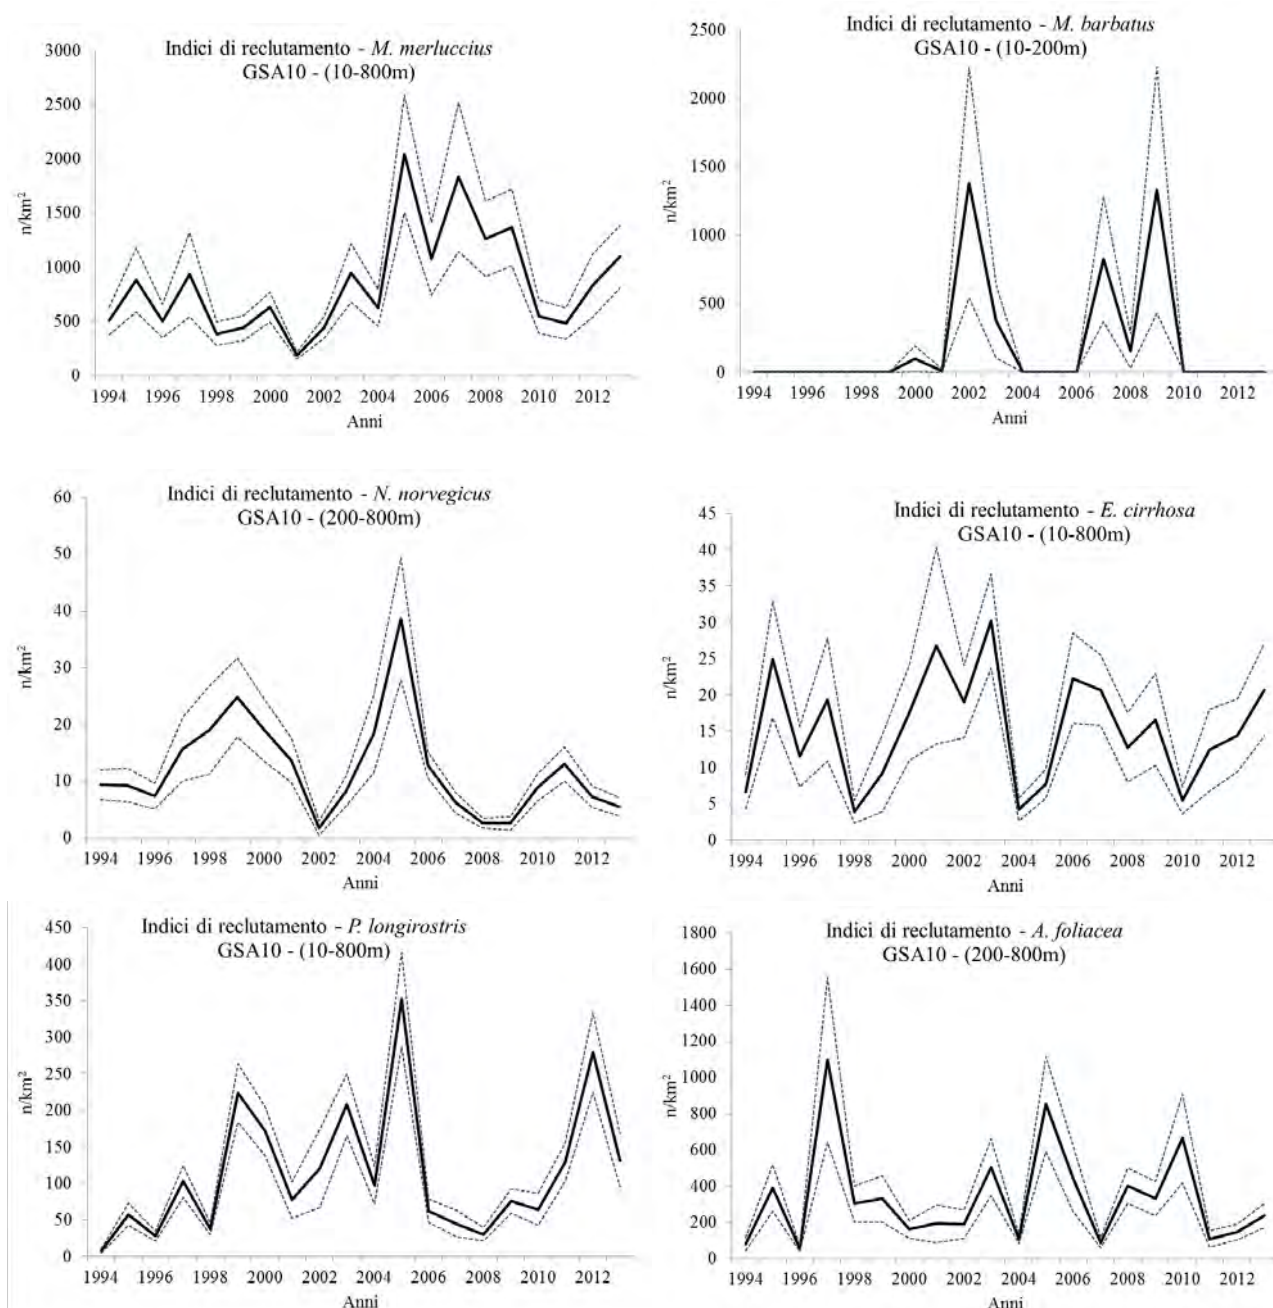 Indici di reclutamento - M. merluccius
GSA10 - (10-800m)
3000
2500
2000
1500
1000
500
0
n/km²
1994 1996 1998 2000 2002 2004 2006 2008 2010 2012
Anni
Indici di reclutamento - M. barbatus
GSA10 - (10-200m)
2500
2000
1500
1000
500
0
n/km²
1994 1996 1998 2000 2002 2004 2006 2008 2010 2012
Anni
Indici di reclutamento - N. norvegicus
GSA10 - (200-800m)
60
50
40
30
20
10
0
n/km²
1994 1996 1998 2000 2002 2004 2006 2008 2010 2012
Anni
Indici di reclutamento - E. cirrhosa
GSA10 - (10-800m)
45
40
35
30
25
20
15
10
5
0
n/km²
1994 1996 1998 2000 2002 2004 2006 2008 2010 2012
Anni
Indici di reclutamento - P. longirostris
GSA10 - (10-800m)
450
400
350
300
250
200
150
100
50
0
n/km²
1994 1996 1998 2000 2002 2004 2006 2008 2010 2012
Anni
Indici di reclutamento - A. foliacea
GSA10 - (200-800m)
1800
1600
1400
1200
1000
800
600
400
200
0
n/km²
1994 1996 1998 2000 2002 2004 2006 2008 2010 2012
Anni